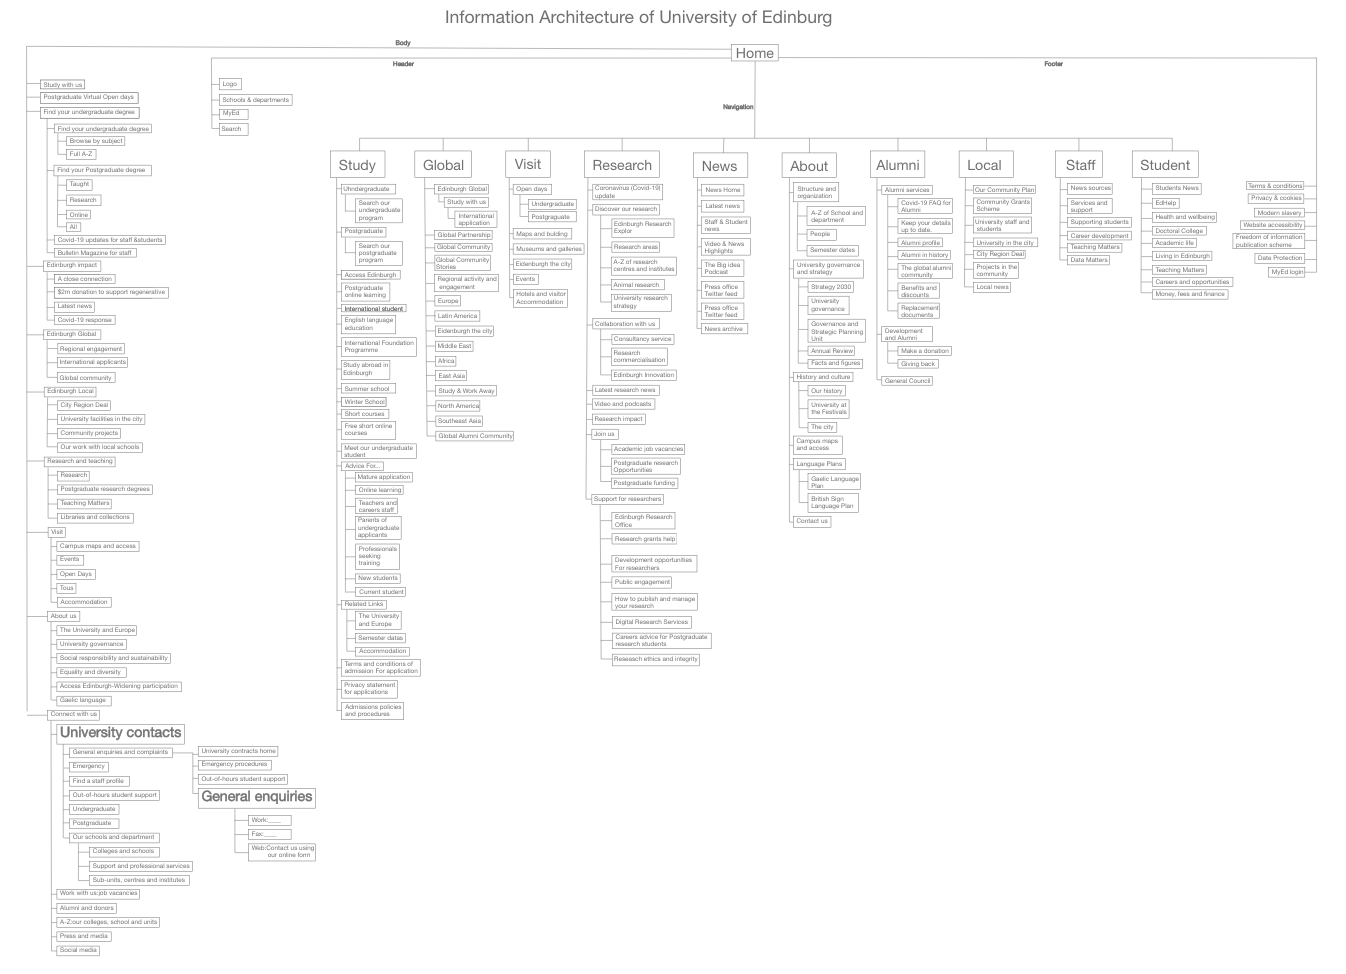 Information Architecture of University of Edinburg
Home
Body
Header
Footer
Navigation
Study with us
Postgraduate Virtual Open days
Find your undergraduate degree
Find your undergraduate degree
Browse by subject
Full A-Z
Find your Postgraduate degree
Taught
Research
Online
All
Covid-19 updates for staff &students
Bulletin Magazine for staff
Edinburgh impact
A close connection
$2m donation to support regenerative
Latest news
Covid-19 response
Edinburgh Global
Regional engagement
International applicants
Global community
Edinburgh Local
City Region Deal
University facilities in the city
Community projects
Our work with local schools
Research and teaching
Research
Postgraduate research degrees
Teaching Matters
Libraries and collections
Visit
Campus maps and access
Events
Open Days
Tous
Accommodation
About us
The University and Europe
University governance
Social responsibility and sustainability
Equality and diversity
Access Edinburgh-Widening participation
Gaelic language
Connect with us
University contacts
General enquiries and complaints
Emergency
Find a staff profile
Out-of-hours student support
Undergraduate
Postgraduate
Our schools and department
Colleges and schools
Support and professional services
Sub-units, centres and institutes
Work with us:job vacancies
Alumni and donors
A-Z:our colleges, school and units
Press and media
Social media
University contracts home
Emergency procedures
Out-of-hours student support
General enquiries
Work:____
Fax:____
Web:Contact us using
our online form
Logo
Schools & departments
MyEd
Search
Study
Uhndergraduate
Search our
undergraduate
program
Postgraduate
Search our
postgraduate
program
Access Edinburgh
Postgraduate
online learning
International student
English language
education
International Foundation
Programme
Study abroad in
Edinburgh
Summer school
Winter School
Short courses
Free short online
courses
Meet our undergraduate
student
Advice For...
Mature application
Online learning
Teachers and
careers staff
Parents of
undergraduate
applicants
Professionals
seeking
training
New students
Current student
Related Links
The University
and Europe
Semester datas
Accommodation
Terms and conditions of
admission For application
Privacy statement
for applications
Admissions policies
and procedures
Global
Edinburgh Global
Study with us
International
application
Global Partnership
Global Community
Global Community
Stories
Regional activity and
engagement
Europe
Latin America
Eidenburgh the city
Middle East
Africa
East Asia
Study & Work Away
North America
Southeast Asia
Global Alumni Community
Visit
Open days
Undergraduate
Postgraguate
Maps and building
Museums and galleries
Eidenburgh the city
Events
Hotels and visitor
Accommodation
Research
Coronavirus (Covid-19)
update
Discover our research
Edinburgh Research
Explor
Research areas
A-Z of research
centres and institutes
Animal research
University research
strategy
Collaboration with us
Consultancy service
Research
commercialisation
Edinburgh Innovation
Latest research news
Video and podcasts
Research impact
Join us
Academic job vacancies
Postgraduate research
Opportunities
Postgraduate funding
Support for researchers
Edinburgh Research
Office
Research grants help
Development opportunities
For researchers
Public engagement
How to publish and manage
your research
Digital Research Services
Careers advice for Postgraduate
research students
Reseasch ethics and integrity
News
News Home
Latest news
Staff & Student
news
Video & News
Highlights
The Big idea
Podcast
Press office
Twitter feed
Press office
Twitter feed
News archive
About
Structure and
organization
A-Z of School and
department
People
Semester dates
University governance
and strategy
Strategy 2030
University
governance
Governance and
Strategic Planning
Unit
Annual Review
Facts and figures
History and culture
Our history
University at
the Festivals
The city
Campus maps
and access
Language Plans
Gaelic Language
Plan
British Sign
Language Plan
Contact us
Alumni
Alumni services
Covid-19 FAQ for
Alumni
Keep your details
up to date.
Alumni profile
Alumni in history
The global alumni
community
Benefits and
discounts
Replacement
documents
Development
and Alumni
Make a donation
Giving back
General Council
Local
Our Community Plan
Community Grants
Scheme
University staff and
students
University in the city
City Region Deal
Projects in the
community
Local news
Staff
News sources
Services and
support
Supporting students
Career development
Teaching Matters
Data Matters
Student
Students News
EdHelp
Health and wellbeing
Doctoral College
Academic life
Living in Edinburgh
Teaching Matters
Careers and opportunities
Money, fees and finance
Terms & conditions
Privacy & cookies
Modern slavery
Website accessibility
Freedom of information
publication scheme
Date Protection
MyEd login